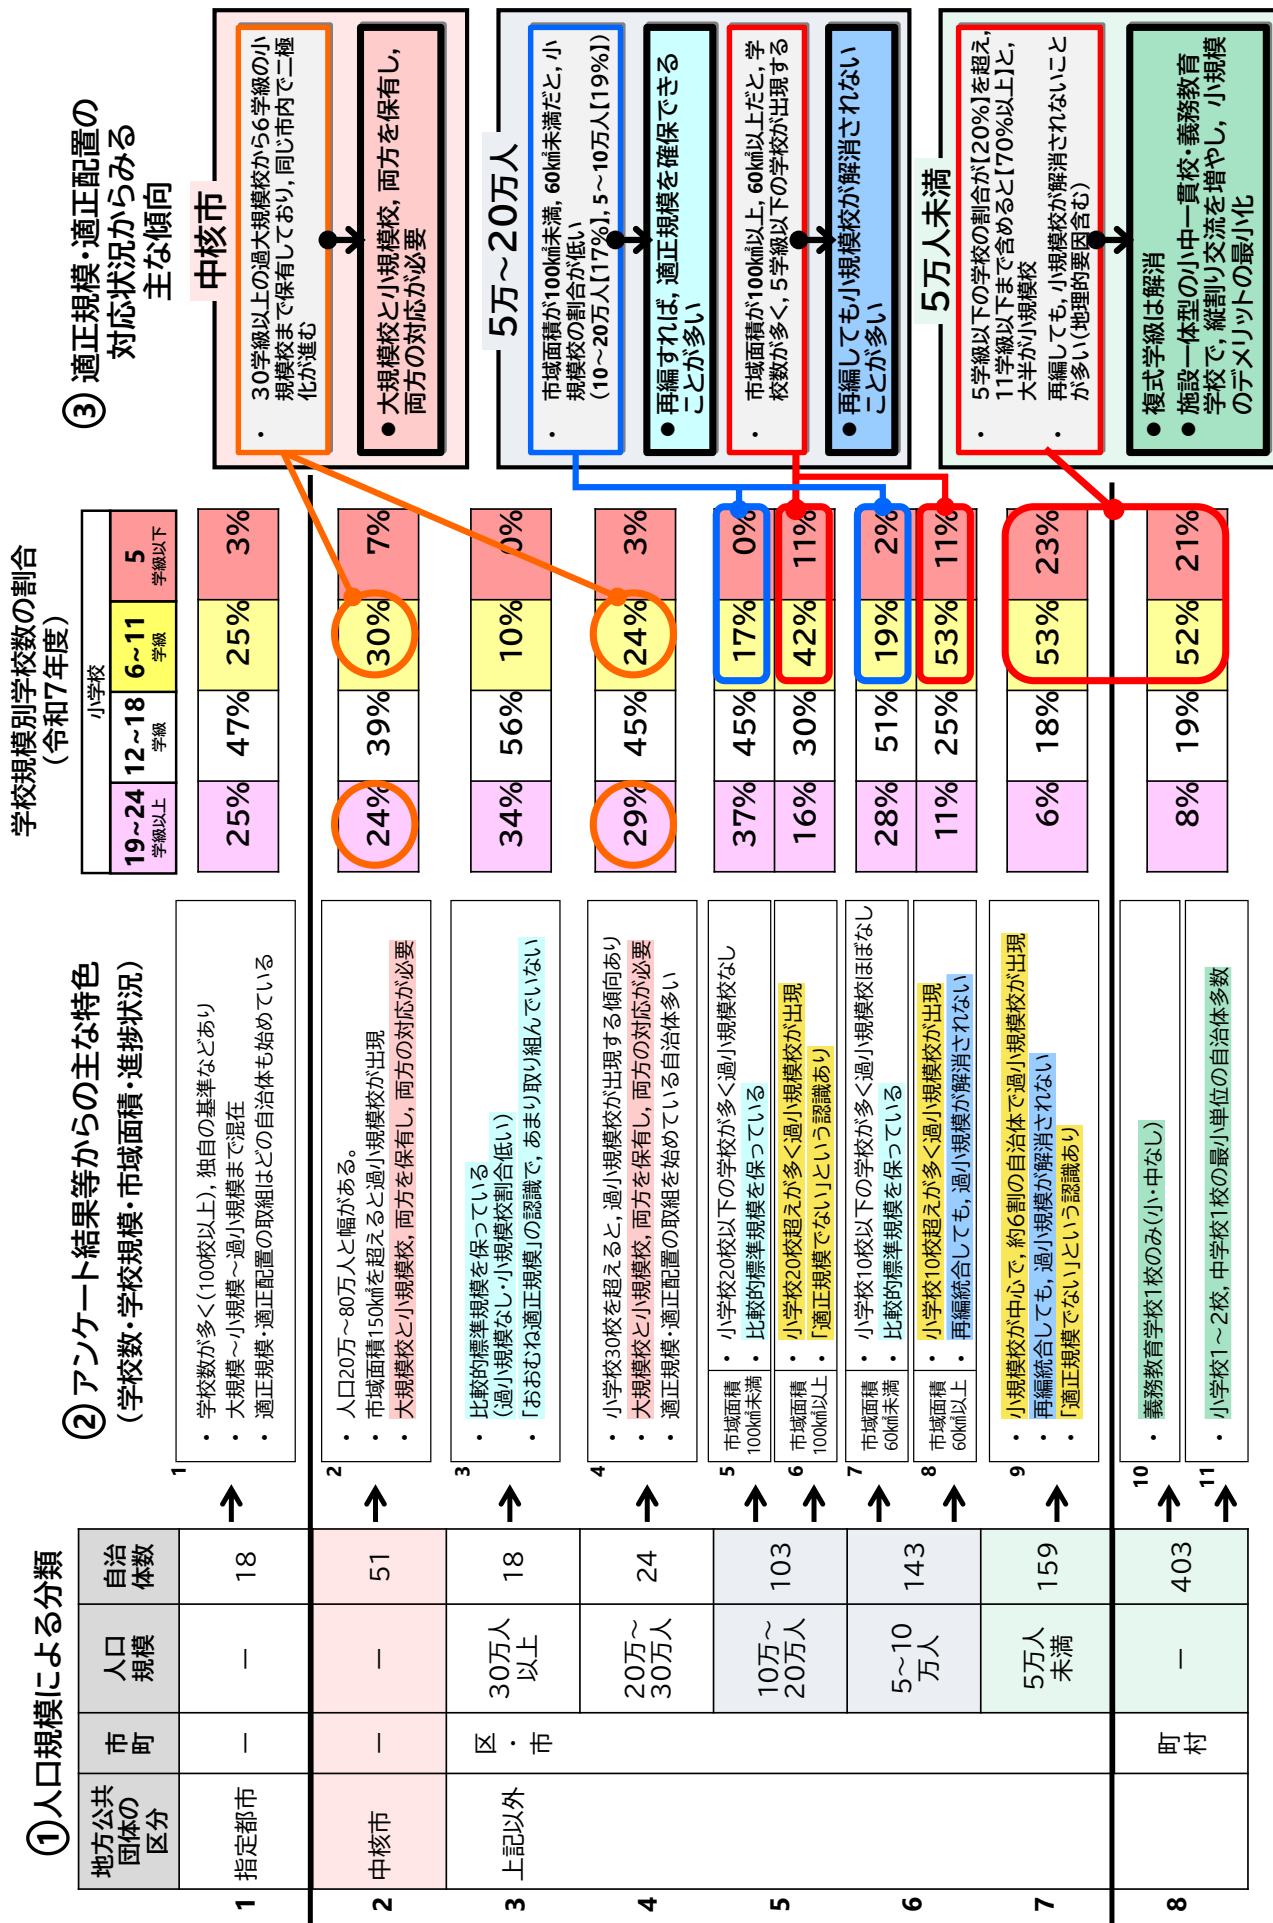 ①人口規模による分類
地方公共
団体の
区分
市
町
人口
規模
自治
体数
1
指定都市
－
－
18
2
中核市
－
－
51
3
上記以外
区
・
市
30万人
以上
18
4
20万～
30万人
24
5
10万～
20万人
103
6
5～10
万人
143
7
5万人
未満
159
8
町
村
－
403
②アンケート結果等からの主な特色
（学校数・学校規模・市域面積・進捗状況）
1
・ 学校数が多く（100校以上），独自の基準などあり
・ 大規模～小規模～過小規模まで混在
・ 適正規模・適正配置の取組はどの自治体も始めている
2
・ 人口20万～80万人と幅がある。
・ 市域面積150㎢を超えると過小規模校が出現
・ 大規模校と小規模校，両方を保有し，両方の対応が必要
3
・ 比較的標準規模を保っている
（過小規模なし・小規模校割合低い）
・ 「おおむね適正規模」の認識で，あまり取り組んでいない
4
・ 小学校30校を超えると，過小規模校が出現する傾向あり
・ 大規模校と小規模校，両方を保有し，両方の対応が必要
・ 適正規模・適正配置の取組を始めている自治体多い
5
市域面積
100㎢未満
・ 小学校20校以下の学校が多く過小規模校なし
・ 比較的標準規模を保っている
6
市域面積
100㎢以上
・ 小学校20校超えが多く過小規模校が出現
・ 「適正規模でない」という認識あり
7
市域面積
60㎢未満
・ 小学校10校以下の学校が多く過小規模校ほぼなし
・ 比較的標準規模を保っている
8
市域面積
60㎢以上
・ 小学校10校超えが多く過小規模校が出現
・ 再編統合しても，過小規模が解消されない
9
・ 小規模校が中心で，約6割の自治体で過小規模校が出現
・ 再編統合しても，過小規模が解消されない
・ 「適正規模でない」という認識あり
10
・ 義務教育学校1校のみ（小・中なし）
11
・ 小学校1～2校，中学校1校の最小単位の自治体多数
学校規模別学校数の割合
（令和7年度）
小学校
19～24
学級以上
12～18
学級
6～11
学級
5
学級以下
25% 47% 25% 3%
24% 39% 30% 7%
34% 56% 10% 0%
29% 45% 24% 3%
37% 45% 17% 0%
16% 30% 42% 11%
28% 51% 19% 2%
11% 25% 53% 11%
6% 18% 53% 23%
8% 19% 52% 21%
③適正規模・適正配置の
対応状況からみる
主な傾向
中核市
・ 30学級以上の過大規模校から6学級の小
規模校まで保有しており，同じ市内で二極
化が進む
● 大規模校と小規模校，両方を保有し，
両方の対応が必要
5万～20万人
・ 市域面積が100㎢未満，60㎢未満だと，小
規模校の割合が低い
（10～20万人【17%】，5～10万人【19%】）
● 再編すれば，適正規模を確保できる
ことが多い
・ 市域面積が100㎢以上，60㎢以上だと，学
校数が多く，5学級以下の学校が出現する
● 再編しても小規模校が解消されない
ことが多い
5万人未満
・ 5学級以下の学校の割合が【20%】を超え，
11学級以下まで含めると【70%以上】と，
大半が小規模校
・ 再編しても，小規模校が解消されないこと
が多い（地理的要因含む）
● 複式学級は解消
● 施設一体型の小中一貫校・義務教育
学校で，縦割り交流を増やし，小規模
のデメリットの最小化